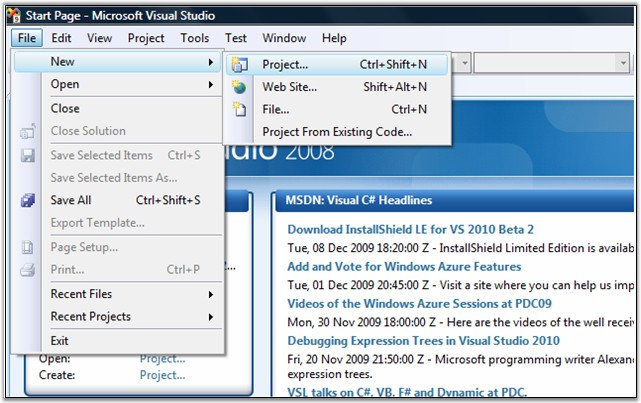 Start Page - Microsoft Visual Studio
File Edit View Project Tools Test Window Help
New
Open
Close
Close Solution
Save Selected Items Ctrl+S
Save Selected Items As...
Save All Ctrl+Shift+S
Export Template...
Page Setup...
Print... Ctrl+P
Recent Files
Recent Projects
Exit
Project... Ctrl+Shift+N
Web Site... Shift+Alt+N
File... Ctrl+N
Project From Existing Code...
2008
Open: Project...
Create: Project...
MSDN: Visual C# Headlines
Download InstallShield LE for VS 2010 Beta 2
Tue, 08 Dec 2009 18:20:00 Z - InstallShield Limited Edition is availab
Add and Vote for Windows Azure Features
Tue, 01 Dec 2009 20:45:00 Z - Visit a site where you can help us imp
Videos of the Windows Azure Sessions at PDC09
Mon, 30 Nov 2009 18:00:00 Z - Here are the videos of the well recei
Debugging Expression Trees in Visual Studio 2010
Fri, 20 Nov 2009 21:50:00 Z - Microsoft programming writer Alexan
expression trees.
VSL talks on C#, VB, F# and Dynamic at PDC.